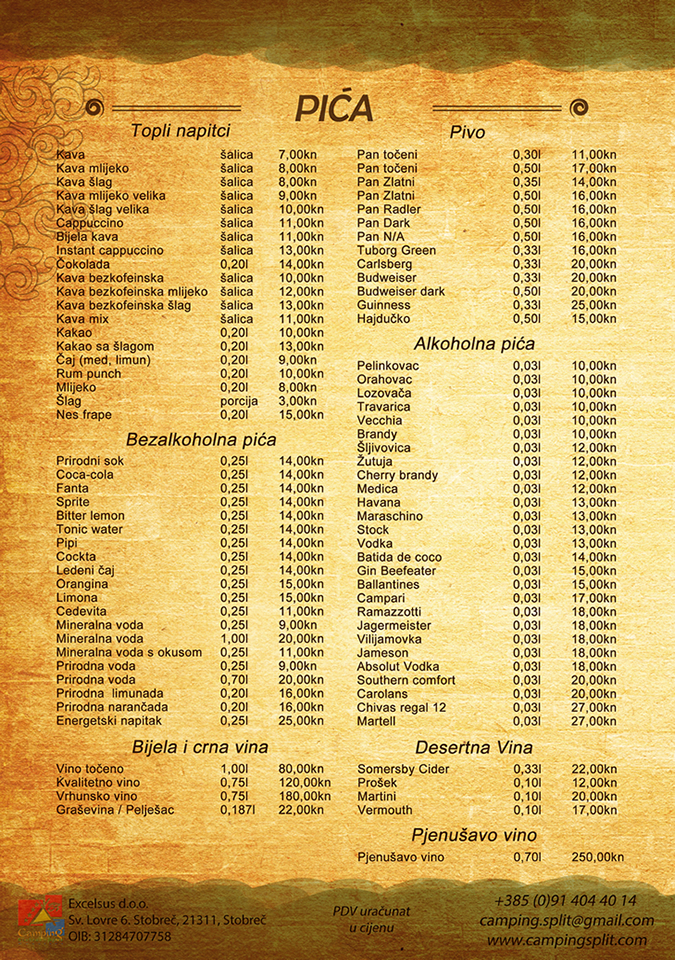 PIĆA
Topli napitci
Kava šalica 7,00kn
Kava mlijeko šalica 8,00kn
Kava šlag šalica 8,00kn
Kava mlijeko velika šalica 9,00kn
Kava šlag velika šalica 10,00kn
Cappuccino šalica 11,00kn
Bijela kava šalica 11,00kn
Instant cappuccino šalica 13,00kn
Čokolada 0,20l 14,00kn
Kava bezkofeinska šalica 10,00kn
Kava bezkofeinska mlijeko šalica 12,00kn
Kava bezkofeinska šlag šalica 13,00kn
Kava mix šalica 11,00kn
Kakao 0,20l 10,00kn
Kakao sa šlagom 0,20l 13,00kn
Čaj (med, limun) 0,20l 9,00kn
Rum punch 0,20l 10,00kn
Mlijeko 0,20l 8,00kn
Šlag porcija 3,00kn
Nes frape 0,20l 15,00kn
Bezalkoholna pića
Prirodni sok 0,25l 14,00kn
Coca-cola 0,25l 14,00kn
Fanta 0,25l 14,00kn
Sprite 0,25l 14,00kn
Bitter lemon 0,25l 14,00kn
Tonic water 0,25l 14,00kn
Pipi 0,25l 14,00kn
Cockta 0,25l 14,00kn
Ledeni čaj 0,25l 14,00kn
Orangina 0,25l 15,00kn
Limona 0,25l 15,00kn
Cedevita 0,25l 11,00kn
Mineralna voda 0,25l 9,00kn
Mineralna voda 1,00l 20,00kn
Mineralna voda s okusom 0,25l 11,00kn
Prirodna voda 0,25l 9,00kn
Prirodna voda 0,70l 20,00kn
Prirodna limunada 0,20l 16,00kn
Prirodna narančada 0,20l 16,00kn
Energetski napitak 0,25l 25,00kn
Bijela i crna vina
Vino točeno 1,00l 80,00kn
Kvalitetno vino 0,75l 120,00kn
Vrhunsko vino 0,75l 180,00kn
Graševina / Pelješac 0,187l 22,00kn
Pivo
Pan točeni 0,30l 11,00kn
Pan točeni 0,50l 17,00kn
Pan Zlatni 0,35l 14,00kn
Pan Zlatni 0,50l 16,00kn
Pan Radler 0,50l 16,00kn
Pan Dark 0,50l 16,00kn
Pan N/A 0,50l 16,00kn
Tuborg Green 0,33l 16,00kn
Carlsberg 0,33l 20,00kn
Budweiser 0,33l 20,00kn
Budweiser dark 0,50l 20,00kn
Guinness 0,33l 25,00kn
Hajdučko 0,50l 15,00kn
Alkoholna pića
Pelinkovac 0,03l 10,00kn
Orahovac 0,03l 10,00kn
Lozovača 0,03l 10,00kn
Travarica 0,03l 10,00kn
Vecchia 0,03l 10,00kn
Brandy 0,03l 10,00kn
Šljivovica 0,03l 12,00kn
Žutuja 0,03l 12,00kn
Cherry brandy 0,03l 12,00kn
Medica 0,03l 12,00kn
Havana 0,03l 13,00kn
Maraschino 0,03l 13,00kn
Stock 0,03l 13,00kn
Vodka 0,03l 13,00kn
Batida de coco 0,03l 14,00kn
Gin Beefeater 0,03l 15,00kn
Ballantines 0,03l 15,00kn
Campari 0,03l 17,00kn
Ramazzotti 0,03l 18,00kn
Jagermeister 0,03l 18,00kn
Vilijamovka 0,03l 18,00kn
Jameson 0,03l 18,00kn
Absolut Vodka 0,03l 18,00kn
Southern comfort 0,03l 20,00kn
Carolans 0,03l 20,00kn
Chivas regal 12 0,03l 27,00kn
Martell 0,03l 27,00kn
Desertna Vina
Somersby Cider 0,33l 22,00kn
Prošek 0,10l 12,00kn
Martini 0,10l 20,00kn
Vermouth 0,10l 17,00kn
Pjenušavo vino
Pjenušavo vino 0,70l 250,00kn
Camping
Excelsus d.o.o.
Sv. Lovre 6. Stobreč, 21311, Stobreč
OIB: 31284707758
PDV uračunat
u cijenu
+385 (0)91 404 40 14
camping.split@gmail.com
www.campingsplit.com